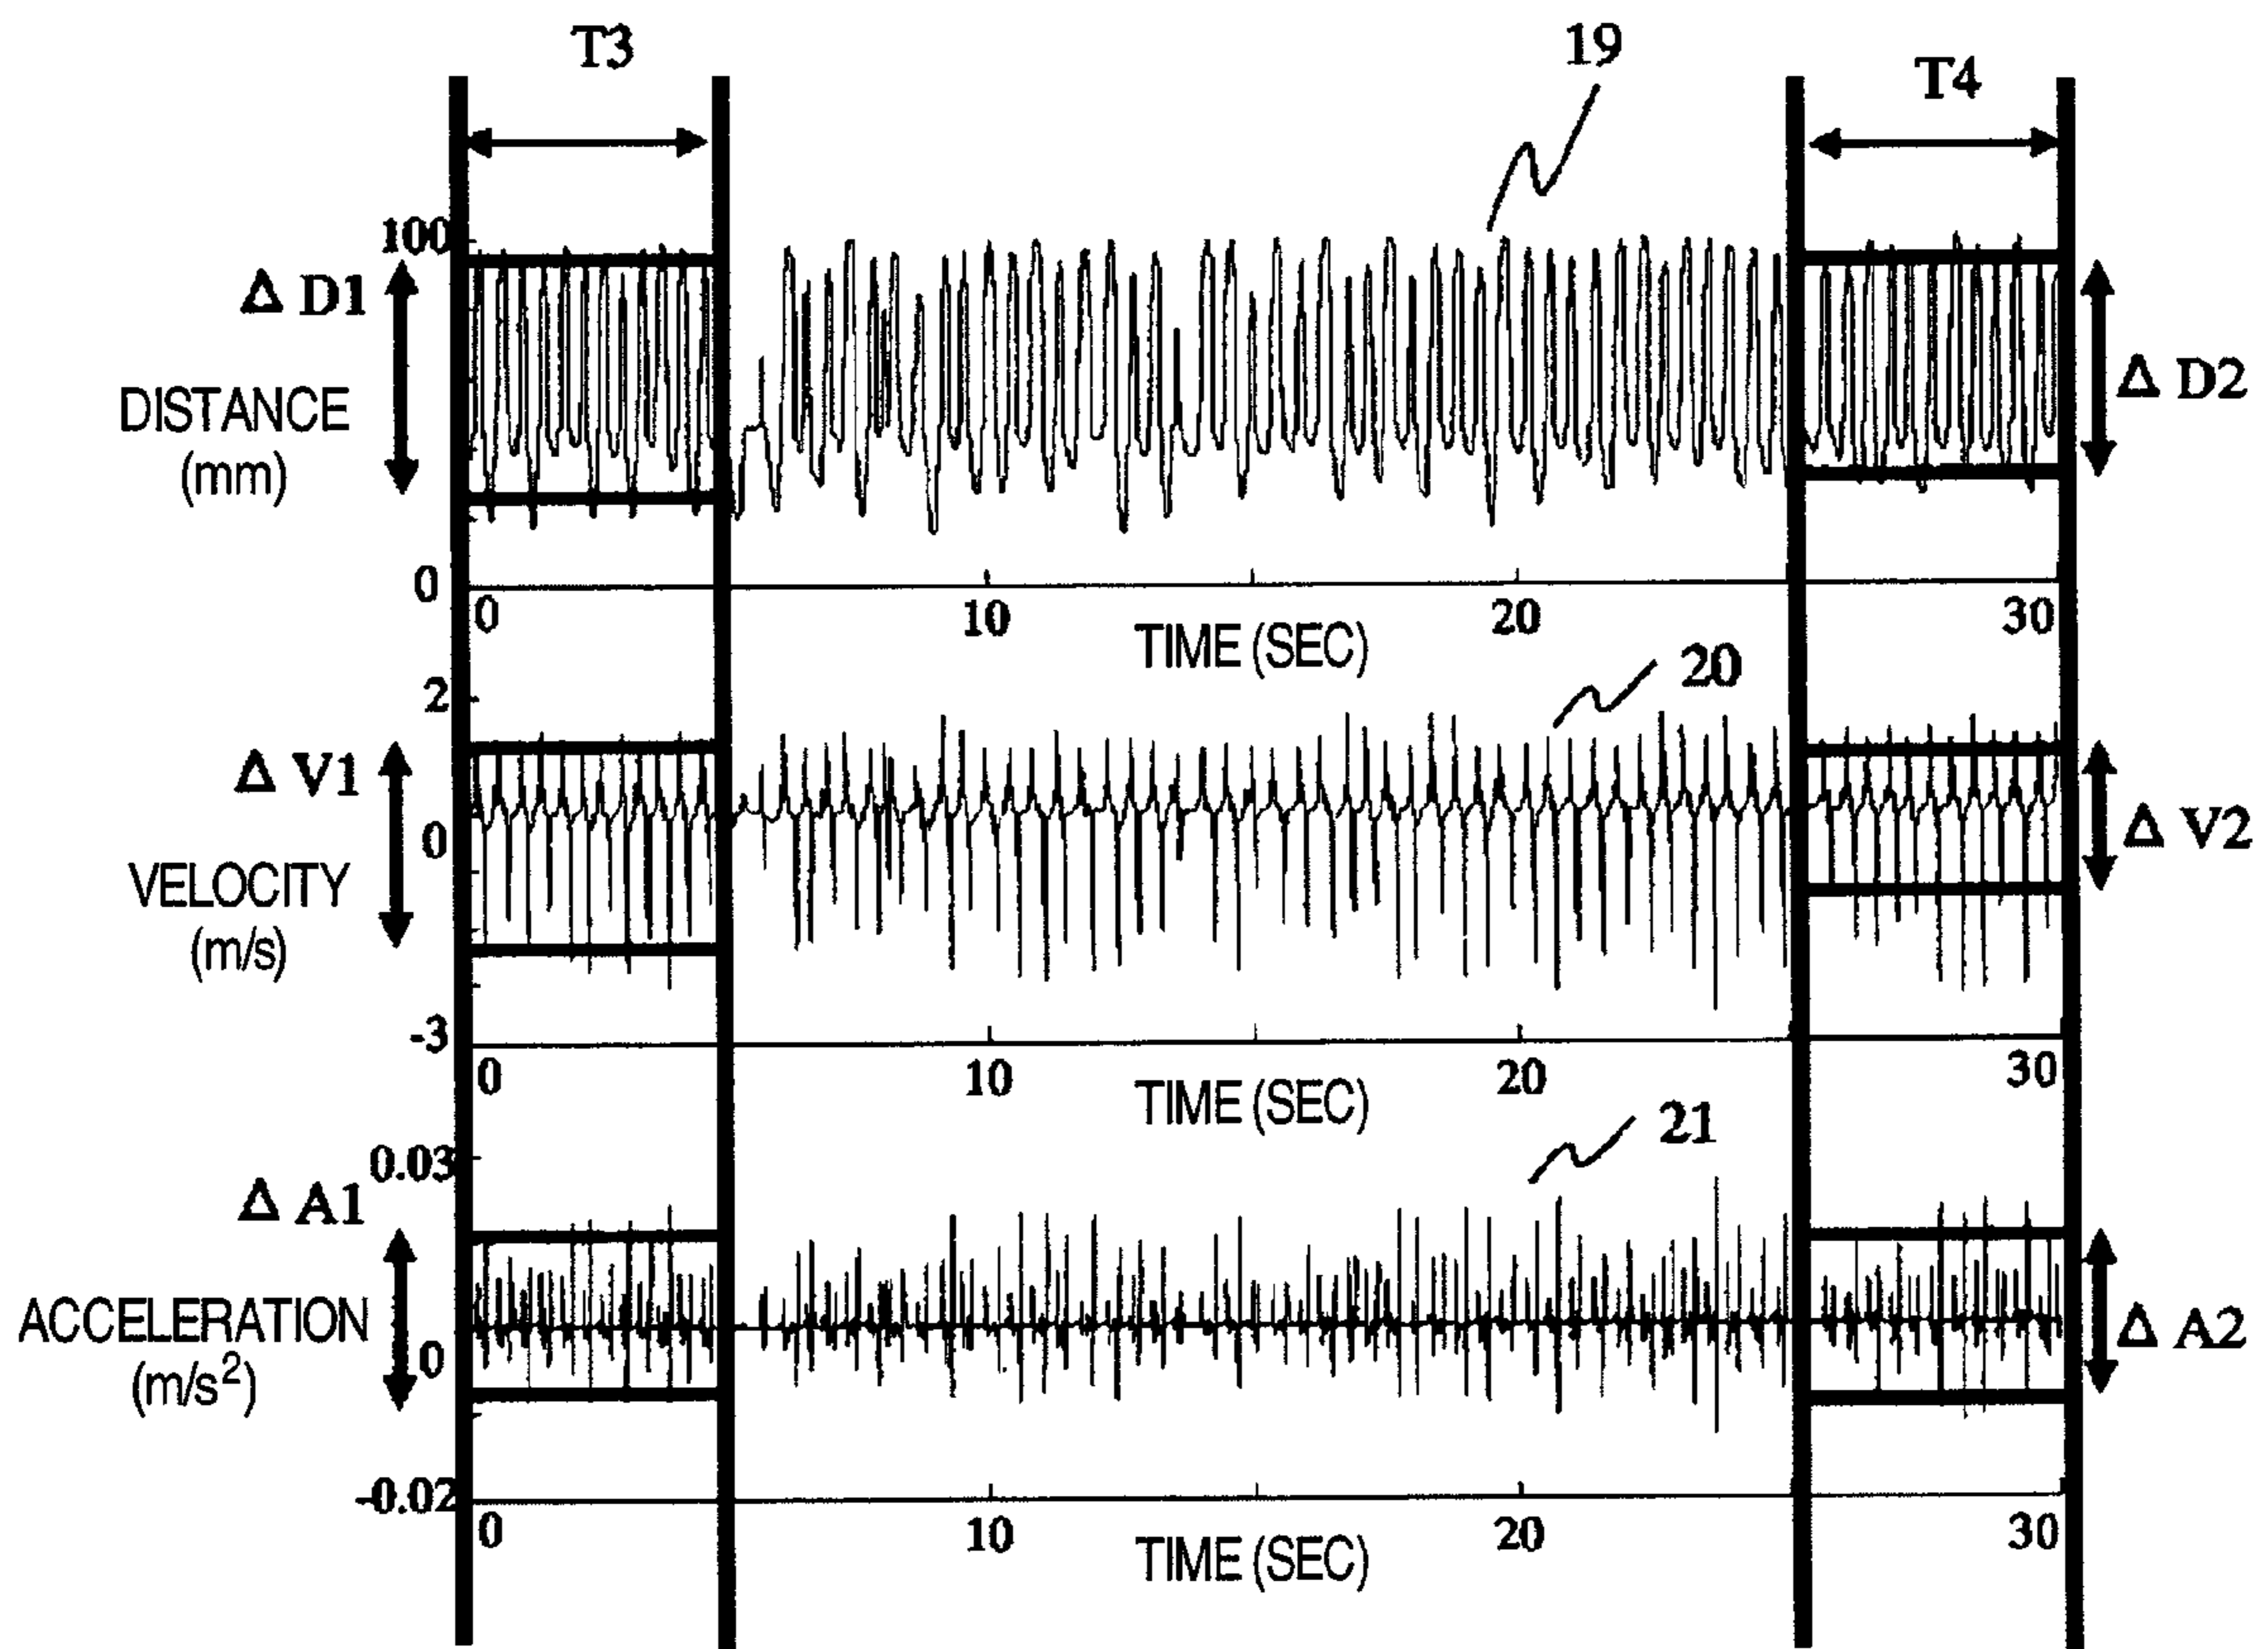 T3
19
T4
100
Δ D1
DISTANCE
(mm)
Δ D2
0
0
10
20
30
TIME (SEC)
20
2
Δ V1
0
VELOCITY
(m/s)
Δ V2
-3
0
10
20
30
TIME (SEC)
21
0.03
Δ A1
ACCELERATION
(m/s²)
0
Δ A2
-0.02
0
10
20
30
TIME (SEC)